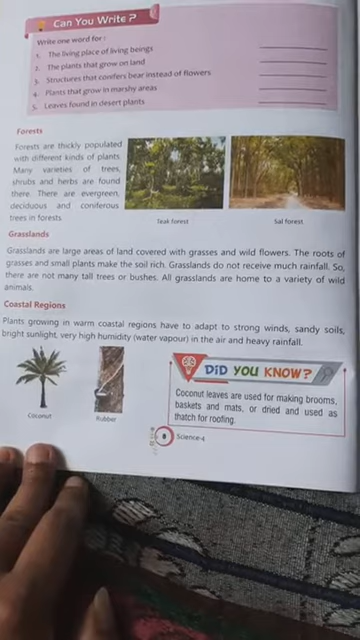 Can You Write?
Write one word for :
1. The living place of living beings
2. The plants that grow on land
3. Structures that conifers bear instead of flowers
4. Plants that grow in marshy areas
5. Leaves found in desert plants
Forests
Forests are thickly populated
with different kinds of plants.
Many varieties of trees,
shrubs and herbs are found
there. There are evergreen,
deciduous and coniferous
trees in forests.
Teak forest
Sal forest
Grasslands
Grasslands are large areas of land covered with grasses and wild flowers. The roots of
grasses and small plants make the soil rich. Grasslands do not receive much rainfall. So,
there are not many tall trees or bushes. All grasslands are home to a variety of wild
animals.
Coastal Regions
Plants growing in warm coastal regions have to adapt to strong winds, sandy soils,
bright sunlight, very high humidity (water vapour) in the air and heavy rainfall.
Coconut
Rubber
DID YOU KNOW?
Coconut leaves are used for making brooms,
baskets and mats, or dried and used as
thatch for roofing.
8 Science-4